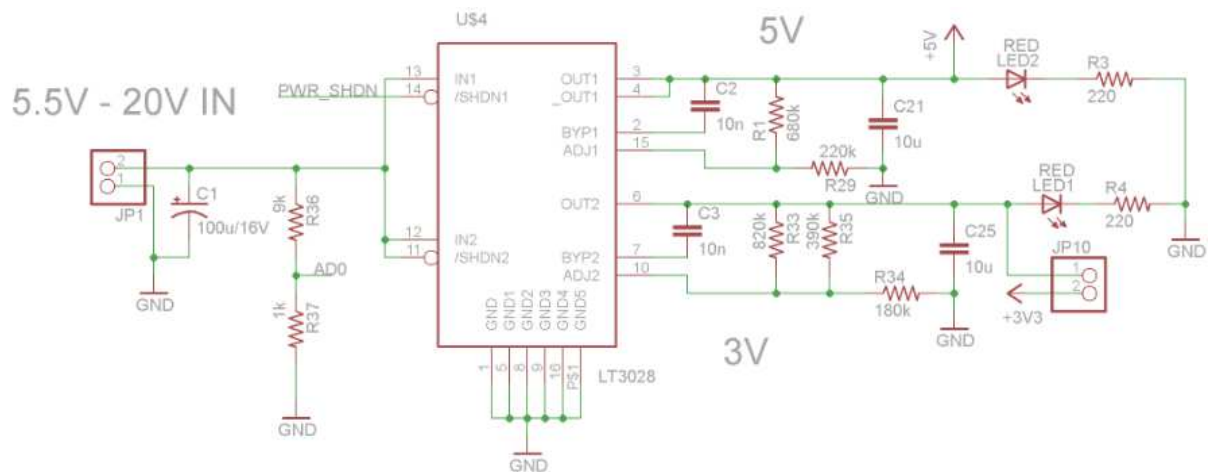 U$4
5V
5.5V - 20V IN
PWR_SHDN
13
14
12
11
IN1
/SHDN1
IN2
/SHDN2
OUT1
_OUT1
BYP1
ADJ1
OUT2
BYP2
ADJ2
3
4
2
15
6
7
10
GND
GND1
GND2
GND3
GND4
GND5
1
5
8
9
16
P$1
LT3028
GND
2
1
JP1
C1
100u/16V
GND
9k
R36
AD0
1k
R37
GND
C2
10n
R1
680k
C21
10u
220k
R29
GND
+5V
RED
LED2
R3
220
C3
10n
820k
R33
390k
R35
R34
180k
C25
10u
GND
RED
LED1
R4
220
GND
JP10
1
2
+3V3
3V